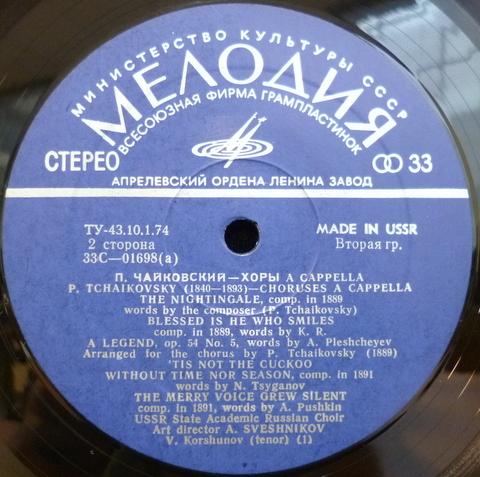 МИНИСТЕРСТВО КУЛЬТУРЫ СССР
МЕЛОДИЯ
ВСЕСОЮЗНАЯ ФИРМА ГРАМПЛАСТИНОК
СТЕРЕО 33
АПРЕЛЕВСКИЙ ОРДЕНА ЛЕНИНА ЗАВОД
ТУ-43.10.1.74 MADE IN USSR
2 сторона Вторая гр.
33С—01698(а)
П. ЧАЙКОВСКИЙ—ХОРЫ A CAPPELLA
P. TCHAIKOVSKY (1840—1893)—CHORUSES A CAPPELLA
THE NIGHTINGALE, comp. in 1889
words by the composer (P. Tchaikovsky)
BLESSED IS HE WHO SMILES
comp. in 1889, words by K. R.
A LEGEND, op. 54 No. 5, words by A. Pleshcheyev
Arranged for the chorus by P. Tchaikovsky (1889)
'TIS NOT THE CUCKOO
WITHOUT TIME NOR SEASON, comp. in 1891
words by N. Tsyganov
THE MERRY VOICE GREW SILENT
comp. in 1891, words by A. Pushkin
USSR State Academic Russian Choir
Art director A. SVESHNIKOV
V. Korshunov (tenor) (1)